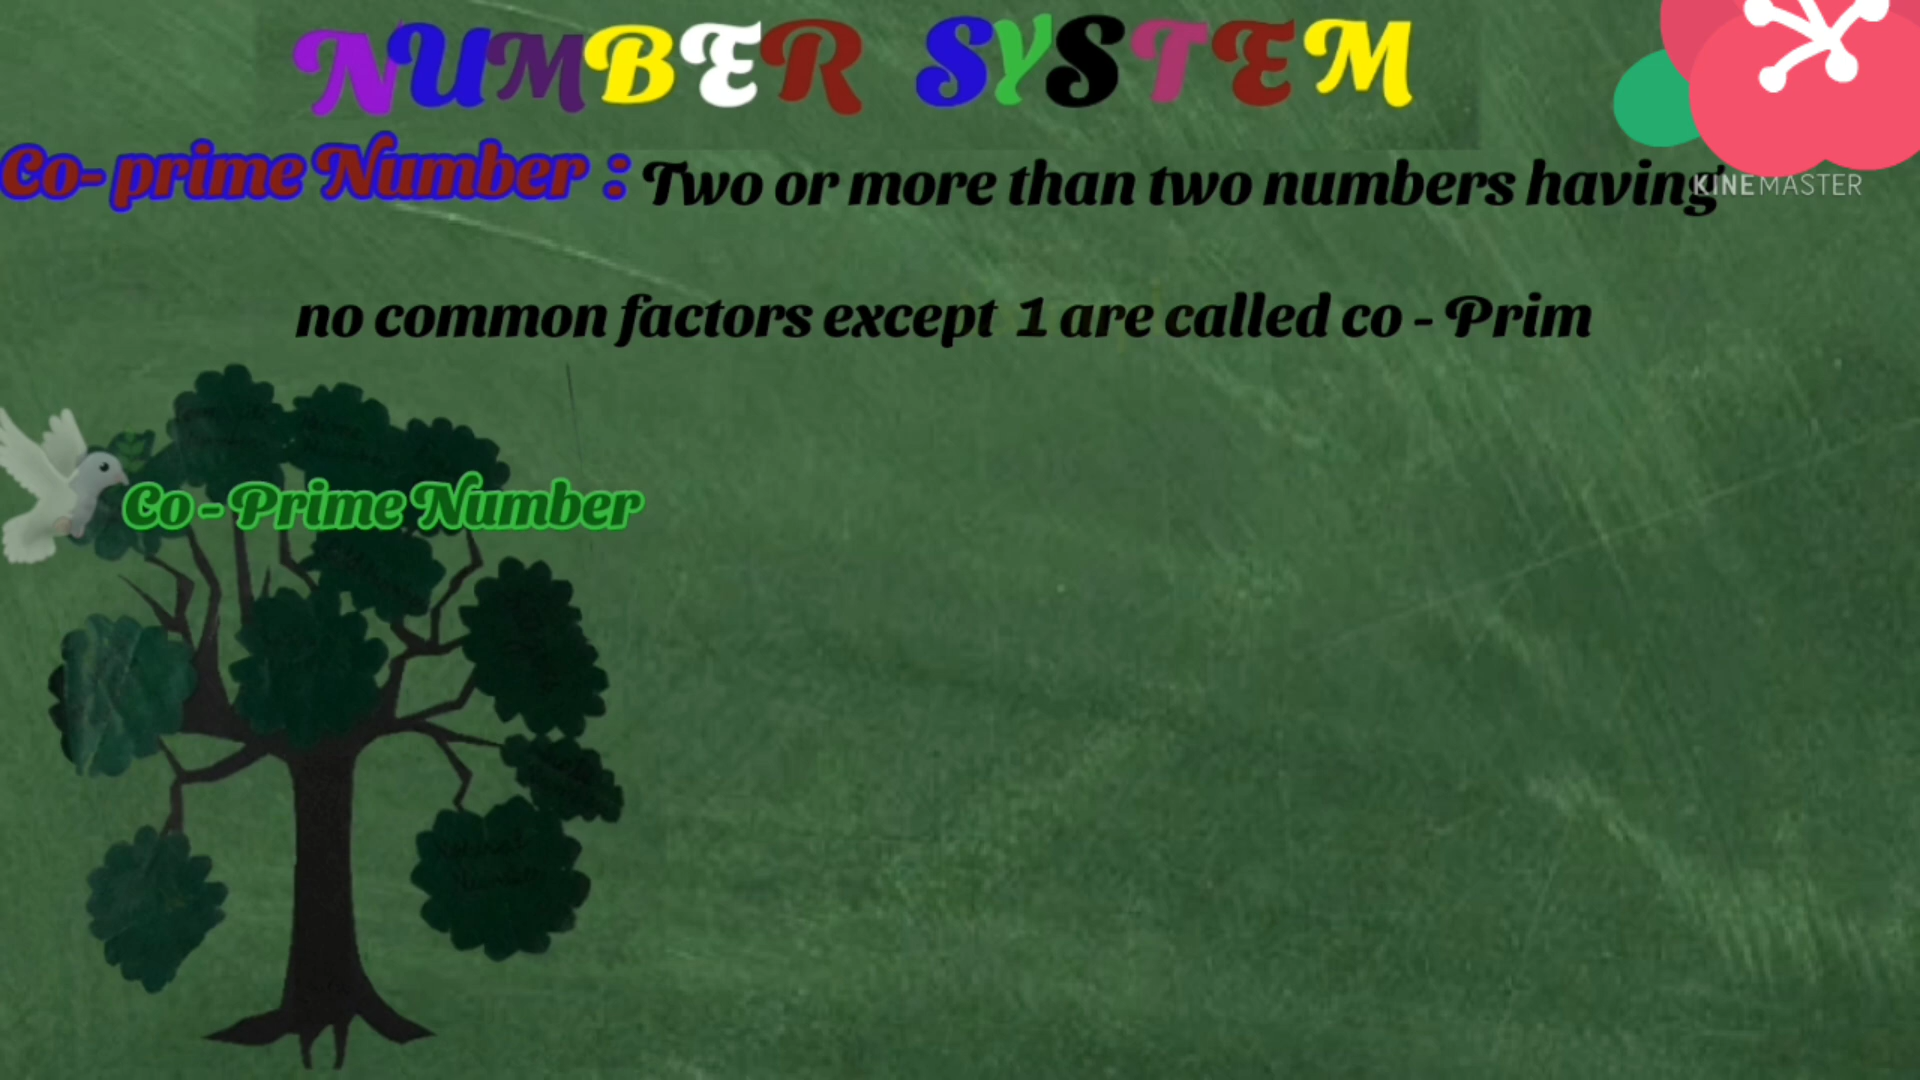 NUMBER SYSTEM
Co-prime Number : Two or more than two numbers having
KINEMASTER
no common factors except 1 are called co - Prim
Co - Prime Number